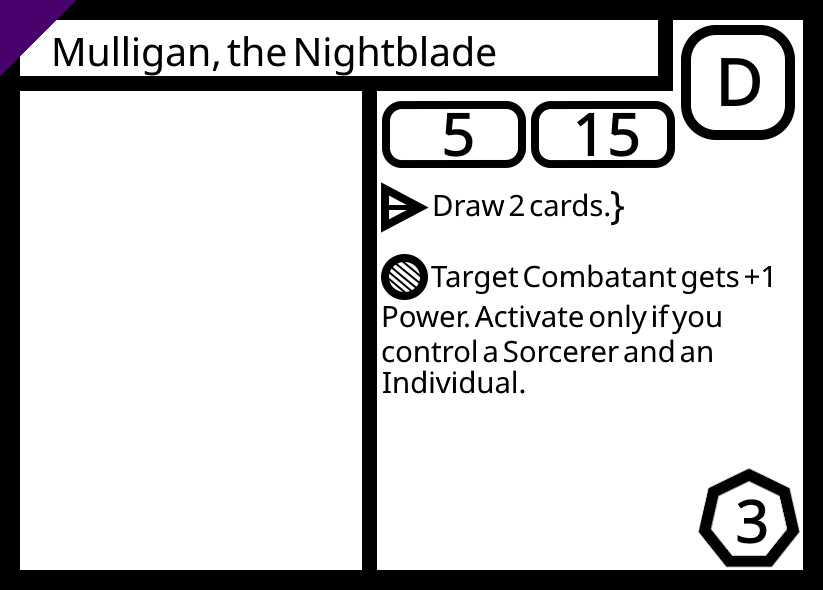 Mulligan, the Nightblade
D
5 15
Draw 2 cards.}
Target Combatant gets +1
Power. Activate only if you
control a Sorcerer and an
Individual.
3